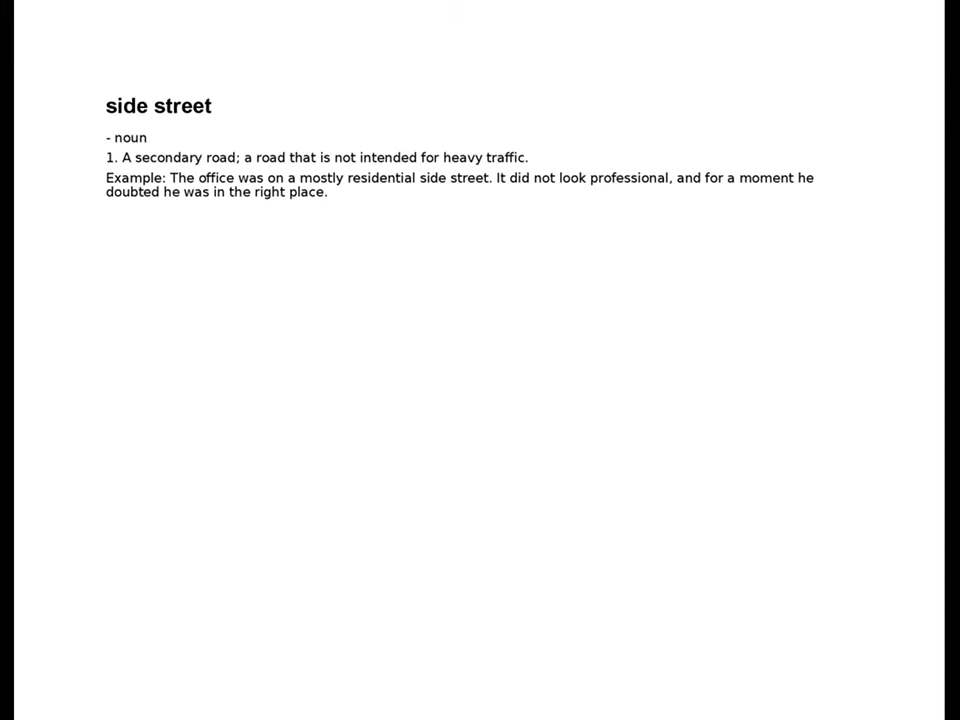 side street
- noun
1. A secondary road; a road that is not intended for heavy traffic.
Example: The office was on a mostly residential side street. It did not look professional, and for a moment he
doubted he was in the right place.